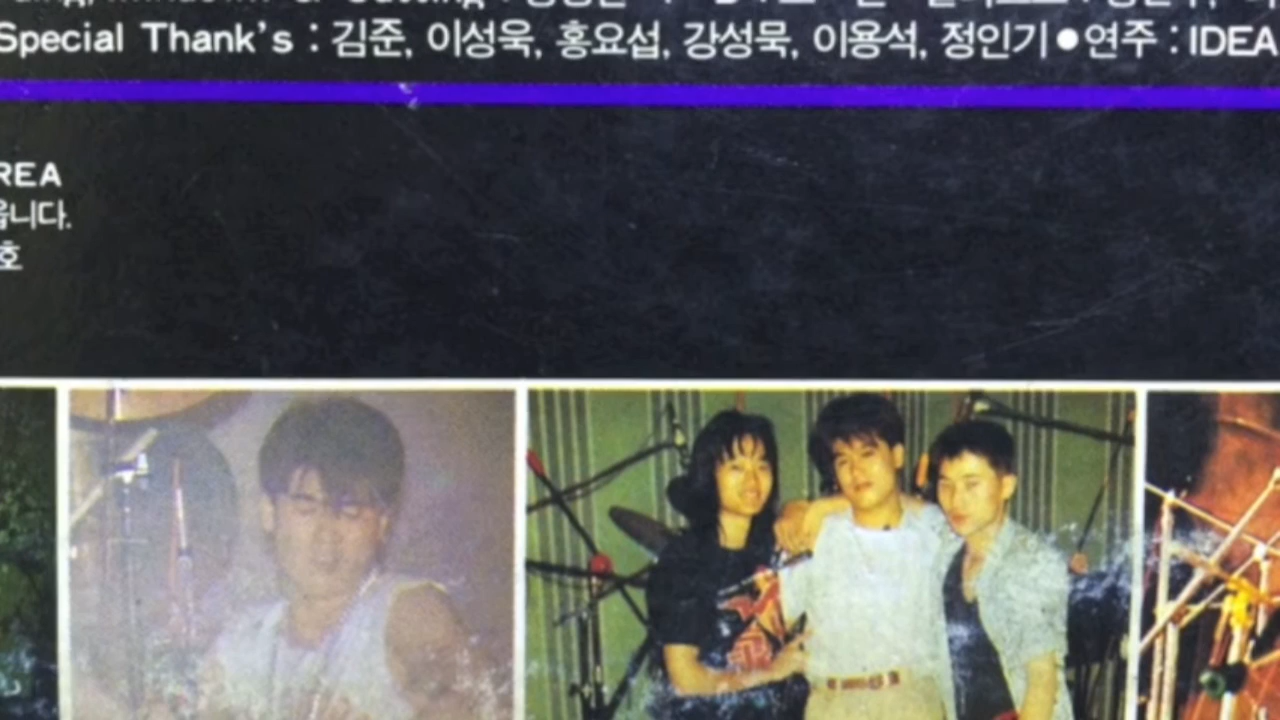 Special Thank's : 김준, 이성욱, 홍요섭, 강성묵, 이용석, 정인기 ● 연주 : IDEA
REA
니다.
호